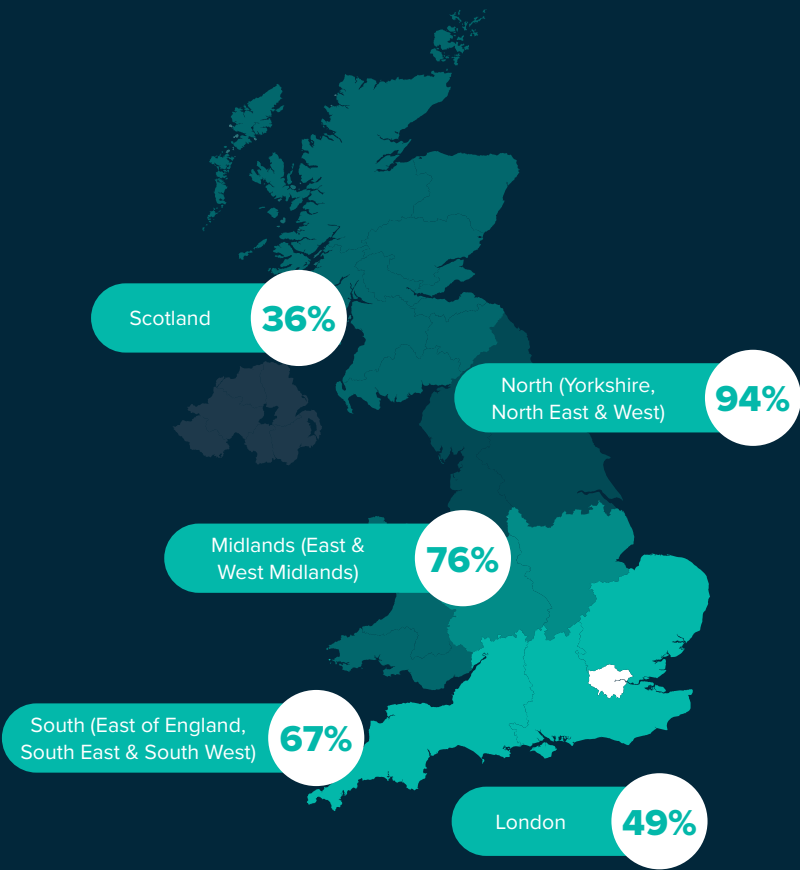 Scotland
36%
North (Yorkshire,
North East & West)
94%
Midlands (East &
West Midlands)
76%
South (East of England,
South East & South West)
67%
London
49%